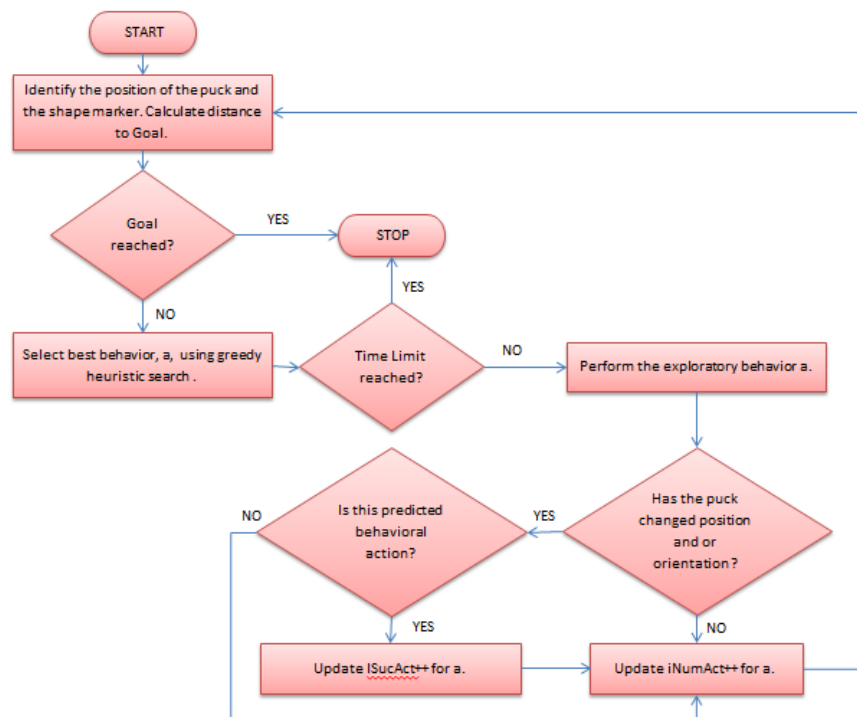 START
Identify the position of the puck and
the shape marker. Calculate distance
to Goal.
Goal
reached?
YES
STOP
YES
NO
Select best behavior, a, using greedy
heuristic search .
Time Limit
reached?
NO
Perform the exploratory behavior a.
Has the puck
changed position
and or
orientation?
YES
Is this predicted
behavioral
action?
NO
YES
NO
Update ISucAct++ for a.
Update iNumAct++ for a.